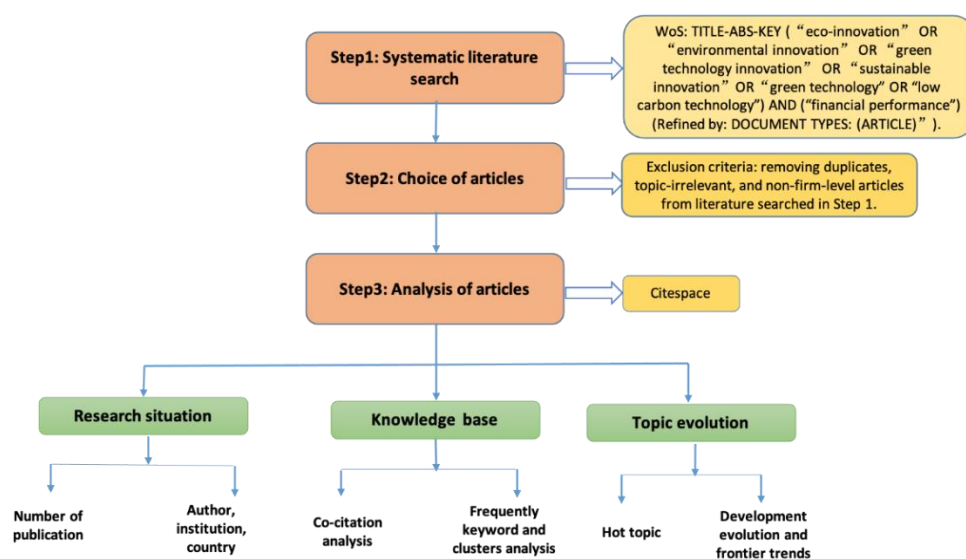 Step1: Systematic literature
search
WoS: TITLE-ABS-KEY ( “eco-innovation” OR
“environmental innovation” OR “green
technology innovation” OR “sustainable
innovation” OR “green technology” OR “low
carbon technology”) AND (“financial performance”)
(Refined by: DOCUMENT TYPES: (ARTICLE)” ).
Step2: Choice of articles
Exclusion criteria: removing duplicates,
topic-irrelevant, and non-firm-level articles
from literature searched in Step 1.
Step3: Analysis of articles
Citespace
Research situation
Knowledge base
Topic evolution
Number of
publication
Author,
institution,
country
Co-citation
analysis
Frequently
keyword and
clusters analysis
Hot topic
Development
evolution and
frontier trends